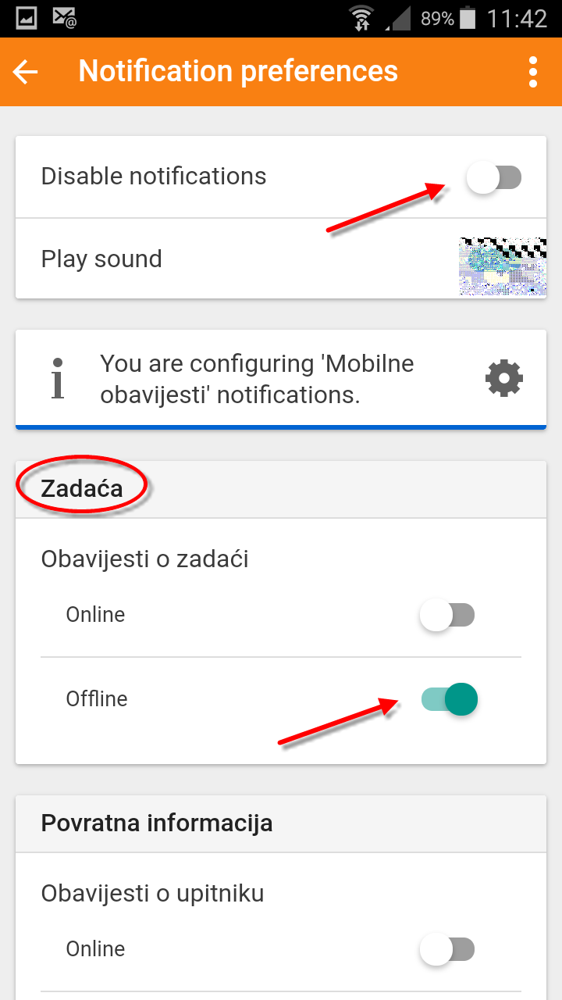 89% 11:42
Notification preferences
Disable notifications
Play sound
You are configuring 'Mobilne
obavijesti' notifications.
Zadaća
Obavijesti o zadaći
Online
Offline
Povratna informacija
Obavijesti o upitniku
Online